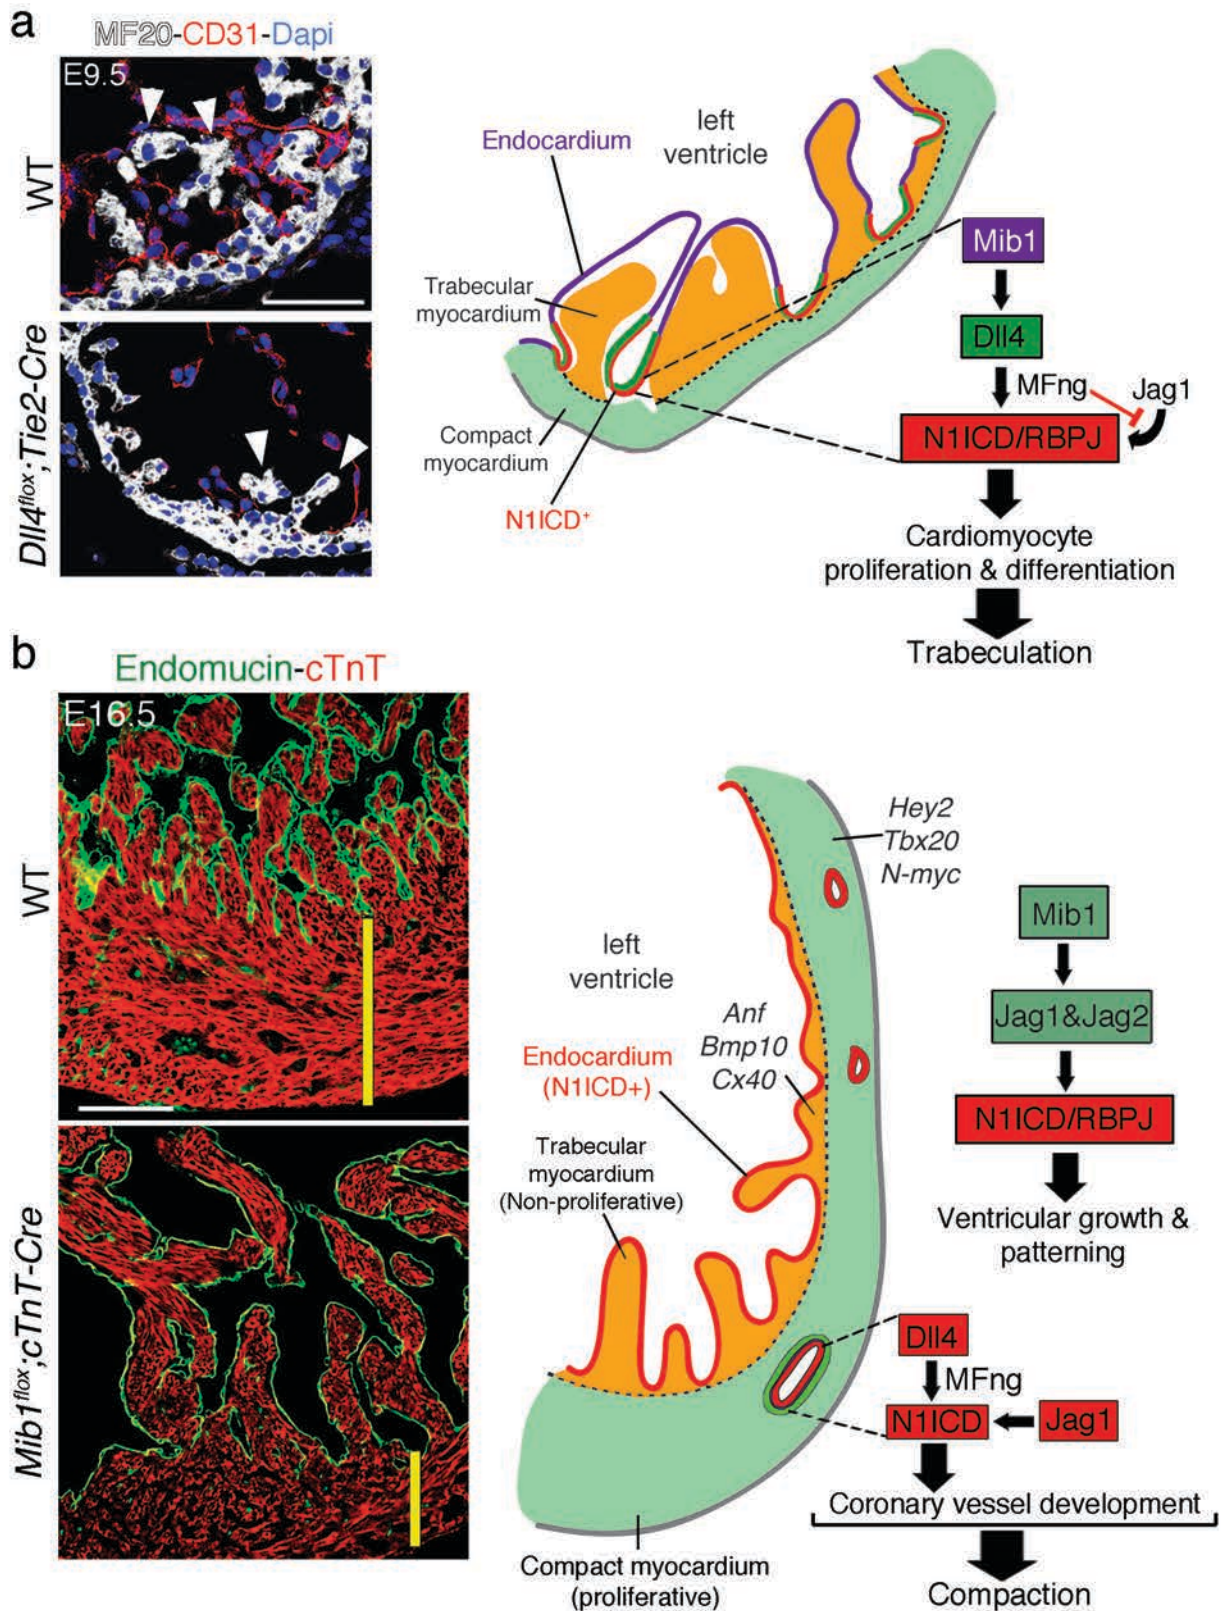 a
MF20-CD31-Dapi
E9.5
WT
Dll4flox;Tie2-Cre
Endocardium
left
ventricle
Trabecular
myocardium
Compact
myocardium
N1ICD+
Mib1
Dll4
MFng
Jag1
N1ICD/RBPJ
Cardiomyocyte
proliferation & differentiation
Trabeculation
b
Endomucin-cTnT
E16.5
WT
Mib1flox;cTnT-Cre
Hey2
Tbx20
N-myc
left
ventricle
Anf
Bmp10
Cx40
Endocardium
(N1ICD+)
Trabecular
myocardium
(Non-proliferative)
Mib1
Jag1&Jag2
N1ICD/RBPJ
Ventricular growth &
patterning
Dll4
MFng
N1ICD
Jag1
Coronary vessel development
Compact myocardium
(proliferative)
Compaction